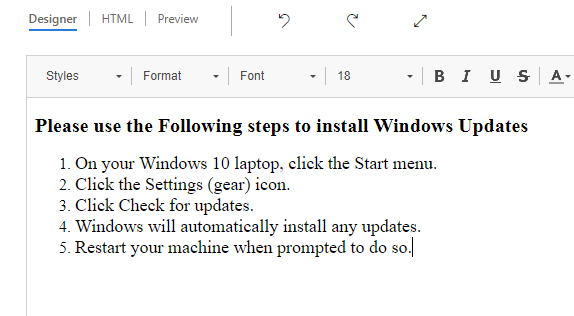 Designer HTML Preview
Styles Format Font 18 B I U S A
Please use the Following steps to install Windows Updates
1. On your Windows 10 laptop, click the Start menu.
2. Click the Settings (gear) icon.
3. Click Check for updates.
4. Windows will automatically install any updates.
5. Restart your machine when prompted to do so.